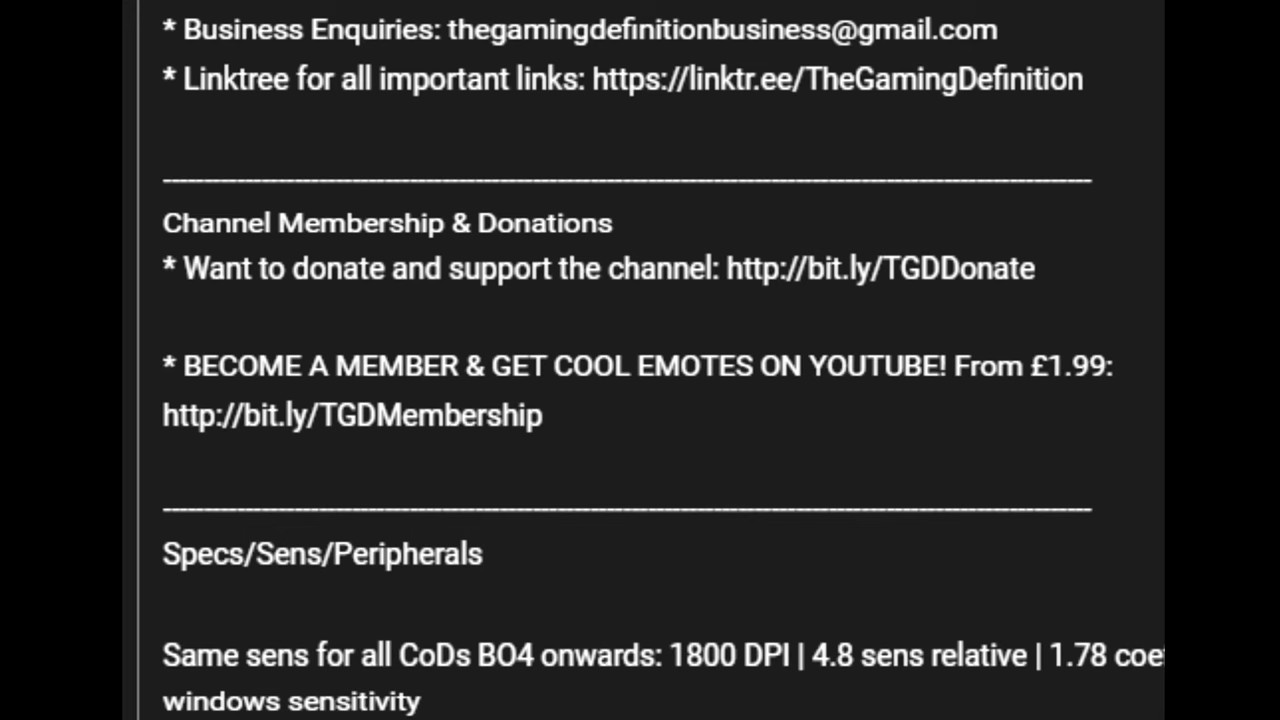 * Business Enquiries: thegamingdefinitionbusiness@gmail.com
* Linktree for all important links: https://linktr.ee/TheGamingDefinition
Channel Membership & Donations
* Want to donate and support the channel: http://bit.ly/TGDDonate
* BECOME A MEMBER & GET COOL EMOTES ON YOUTUBE! From £1.99:
http://bit.ly/TGDMembership
Specs/Sens/Peripherals
Same sens for all CoDs BO4 onwards: 1800 DPI | 4.8 sens relative | 1.78
windows sensitivity